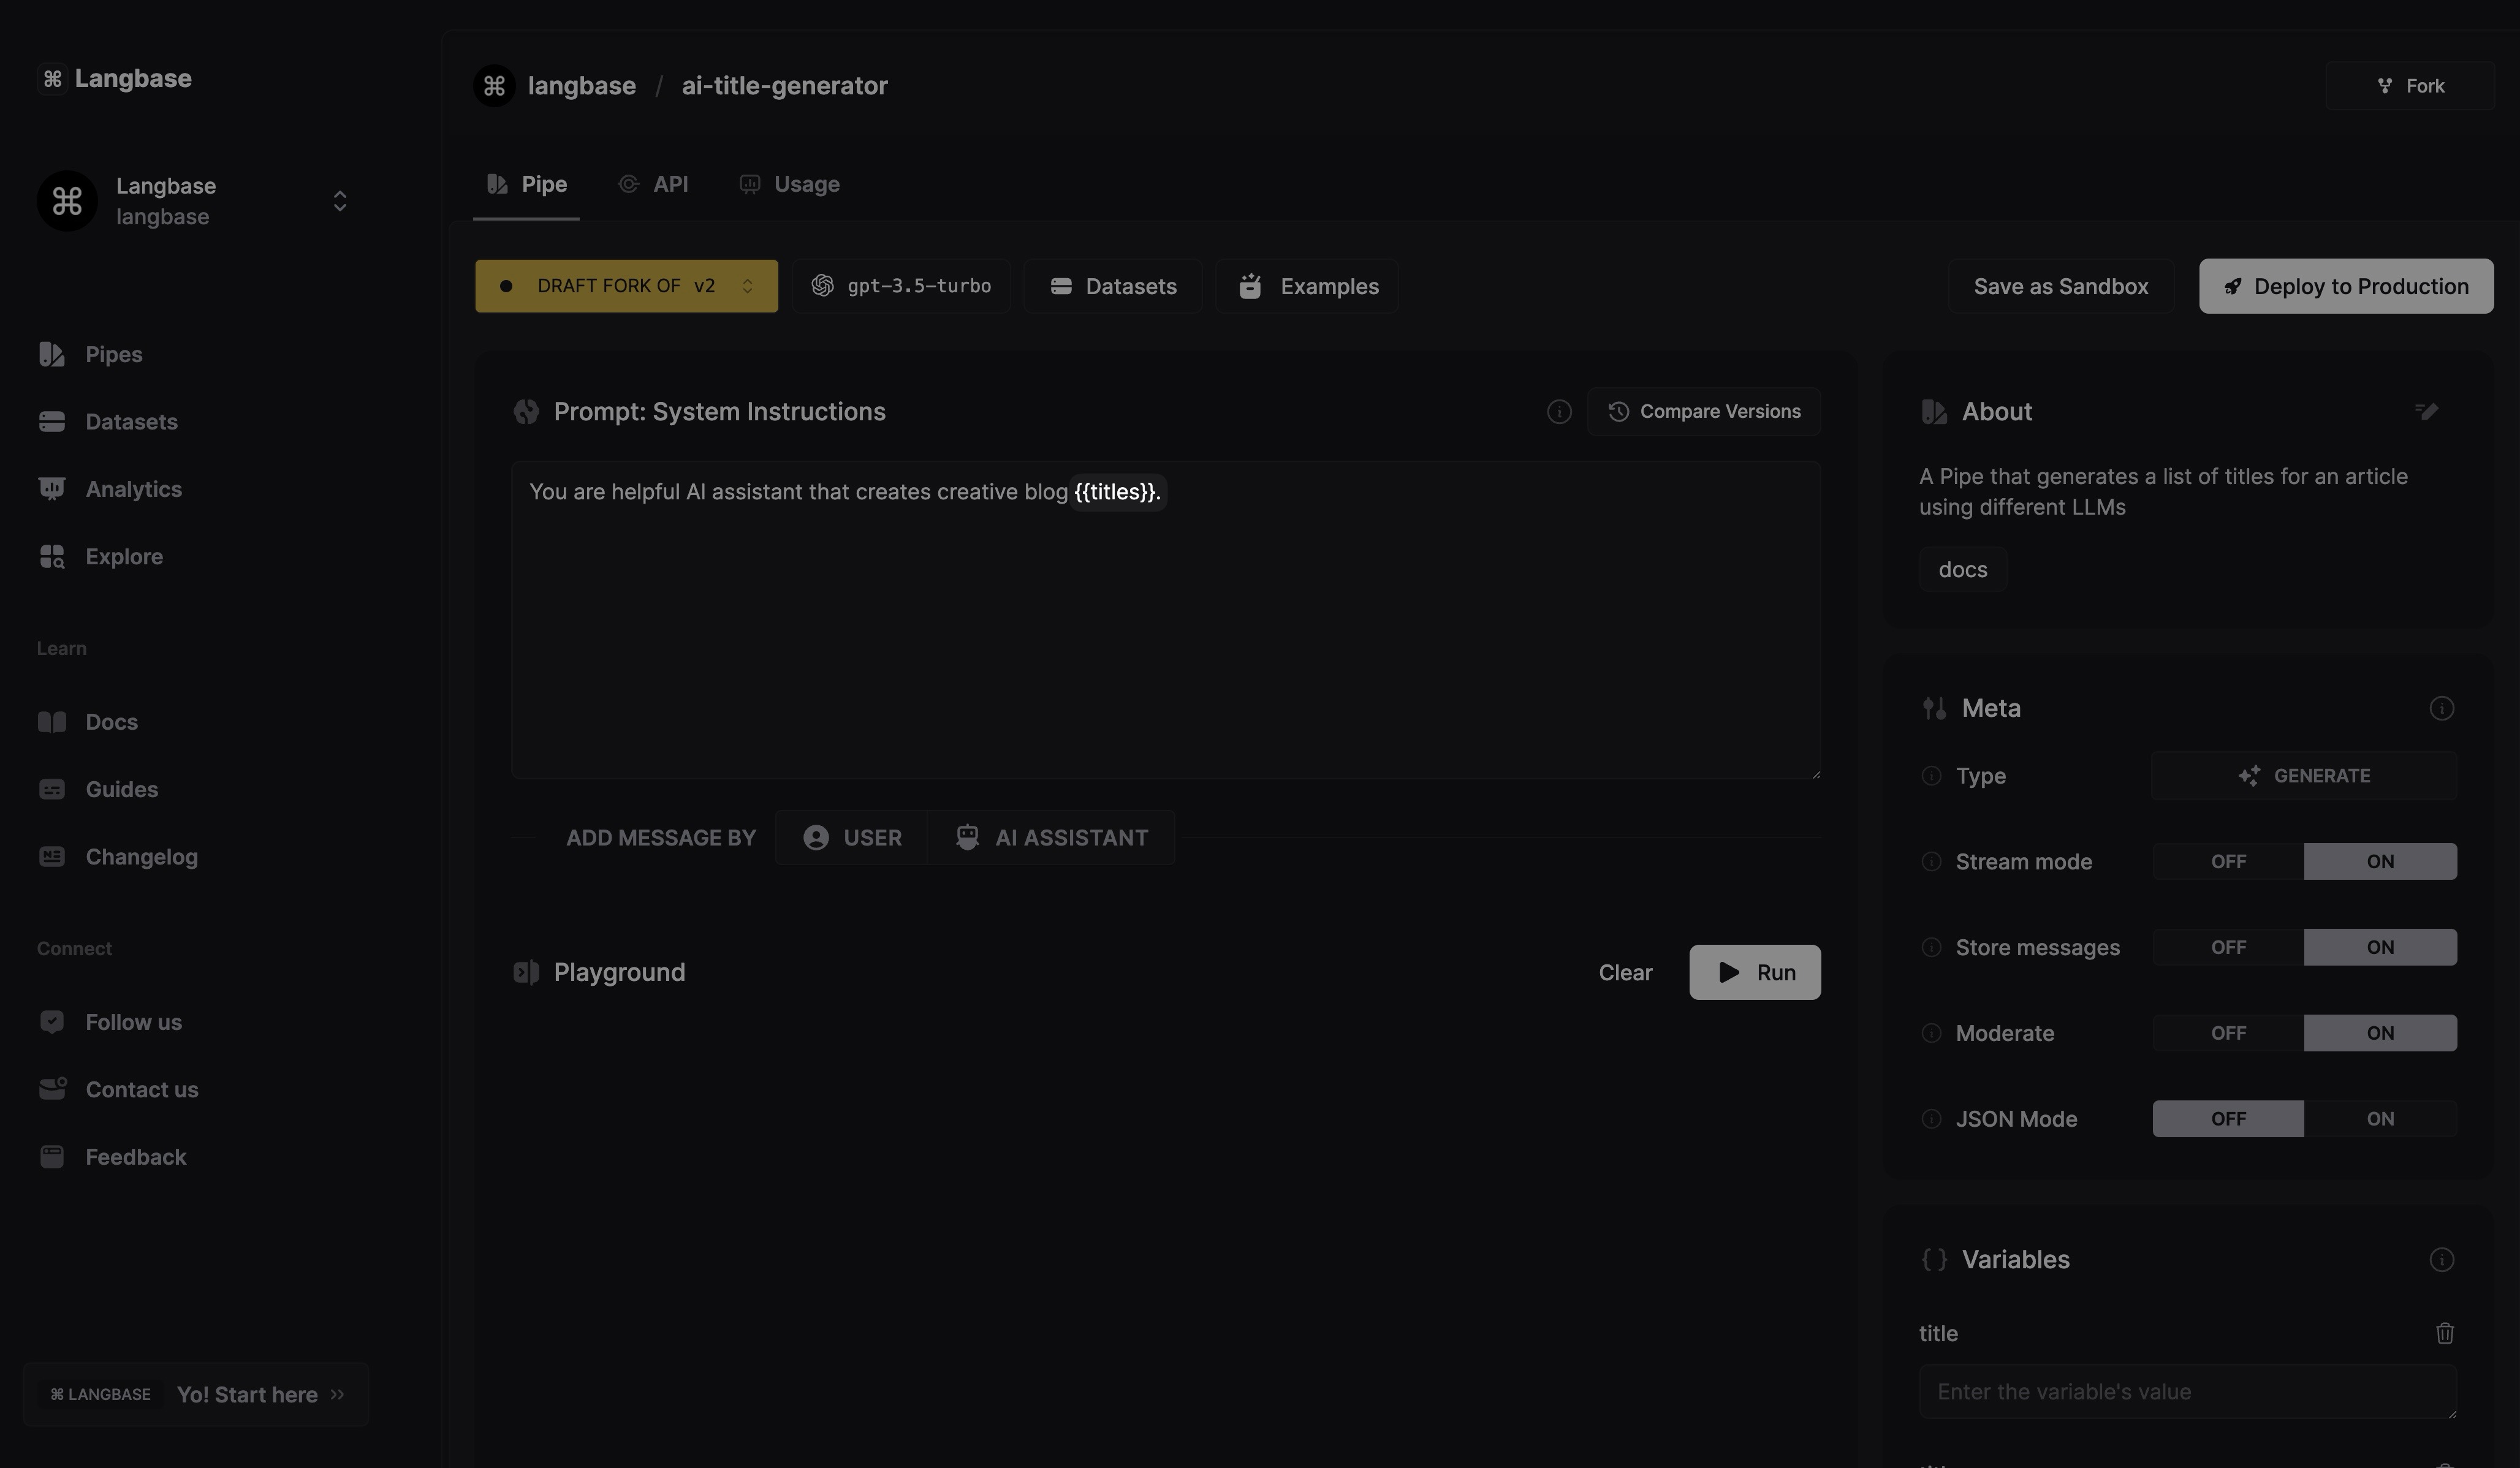 ⌘ Langbase
⌘ langbase / ai-title-generator
Fork
⌘ Langbase
langbase
Pipe
API
Usage
DRAFT FORK OF v2
gpt-3.5-turbo
Datasets
Examples
Save as Sandbox
Deploy to Production
Pipes
Datasets
Analytics
Explore
Learn
Docs
Guides
Changelog
Connect
Follow us
Contact us
Feedback
⌘ LANGBASE Yo! Start here
Prompt: System Instructions
Compare Versions
You are helpful AI assistant that creates creative blog {{titles}}.
ADD MESSAGE BY USER AI ASSISTANT
Playground
Clear
Run
About
A Pipe that generates a list of titles for an article
using different LLMs
docs
Meta
Type GENERATE
Stream mode OFF ON
Store messages OFF ON
Moderate OFF ON
JSON Mode OFF ON
{ } Variables
title
Enter the variable's value